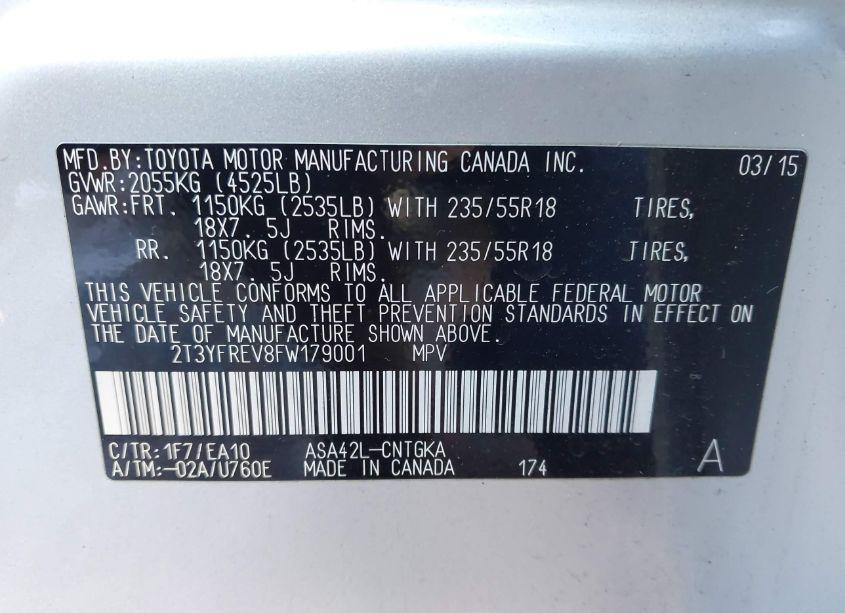 MFD.BY:TOYOTA MOTOR MANUFACTURING CANADA INC. 03/15
GVWR:2055KG (4525LB)
GAWR:FRT. 1150KG (2535LB) WITH 235/55R18 TIRES,
18X7. 5J RIMS.
RR. 1150KG (2535LB) WITH 235/55R18 TIRES,
18X7. 5J RIMS.
THIS VEHICLE CONFORMS TO ALL APPLICABLE FEDERAL MOTOR
VEHICLE SAFETY AND THEFT PREVENTION STANDARDS IN EFFECT ON
THE DATE OF MANUFACTURE SHOWN ABOVE.
2T3YFREV8FW179001 MPV
C/TR:1F7/EA10 ASA42L-CNTGKA
A/TM:-02A/U760E MADE IN CANADA 174 A